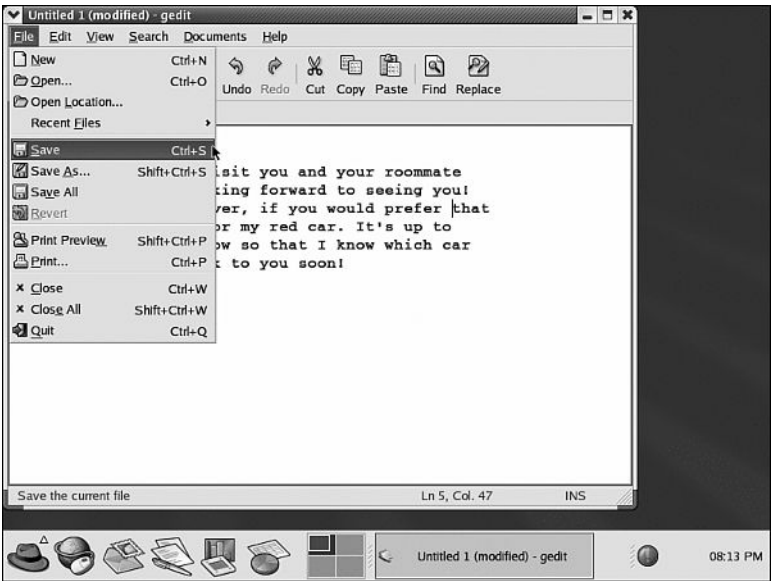 Untitled 1 (modified) - gedit
File Edit View Search Documents Help
New Ctrl+N
Open... Ctrl+O
Open Location...
Recent Files
Save Ctrl+S
Save As... Shift+Ctrl+S
Save All
Revert
Print Preview Shift+Ctrl+P
Print... Ctrl+P
Close Ctrl+W
Close All Shift+Ctrl+W
Quit Ctrl+Q
Undo Redo Cut Copy Paste Find Replace
you and your roommate
forward to seeing you!
if you would prefer that
my red car. It's up to
so that I know which car
to you soon!
Save the current file Ln 5, Col. 47 INS
Untitled 1 (modified) - gedit 08:13 PM